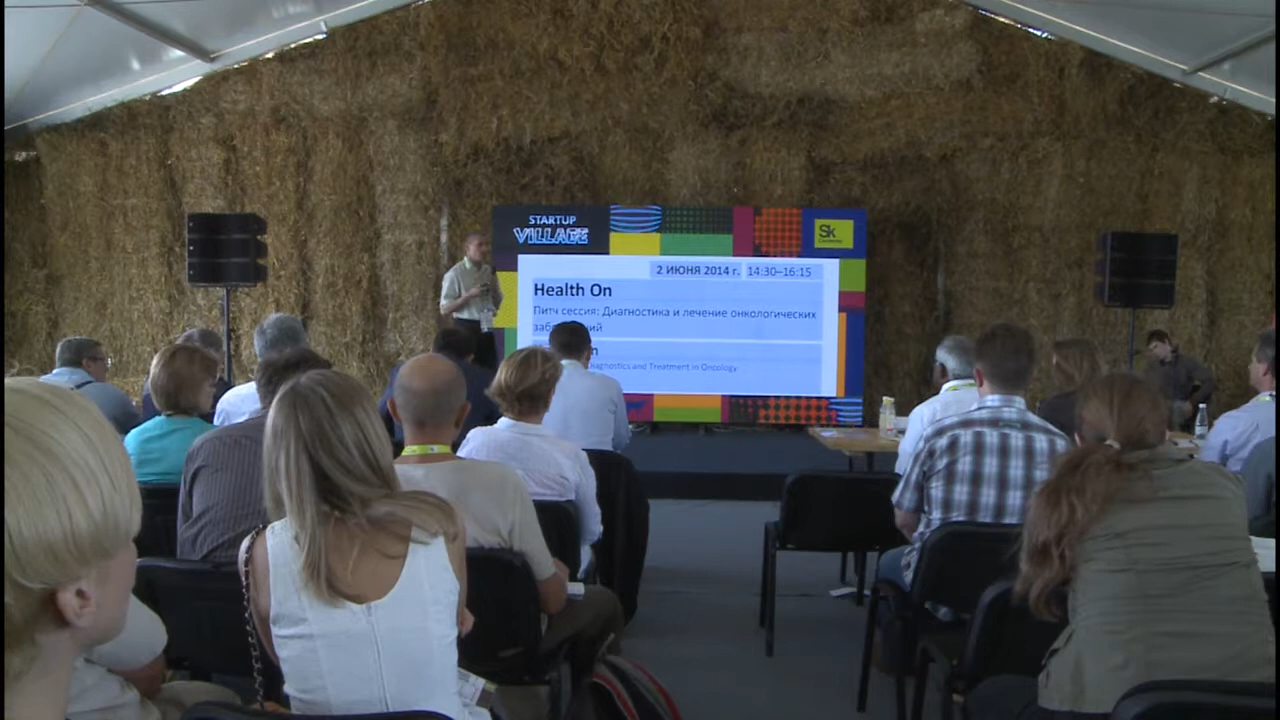 STARTUP
VILLAGE
Sk
2 ИЮНЯ 2014 г. 14:30–16:15
Health On
Питч сессия: Диагностика и лечение онкологических
Diagnostics and Treatment in Oncology